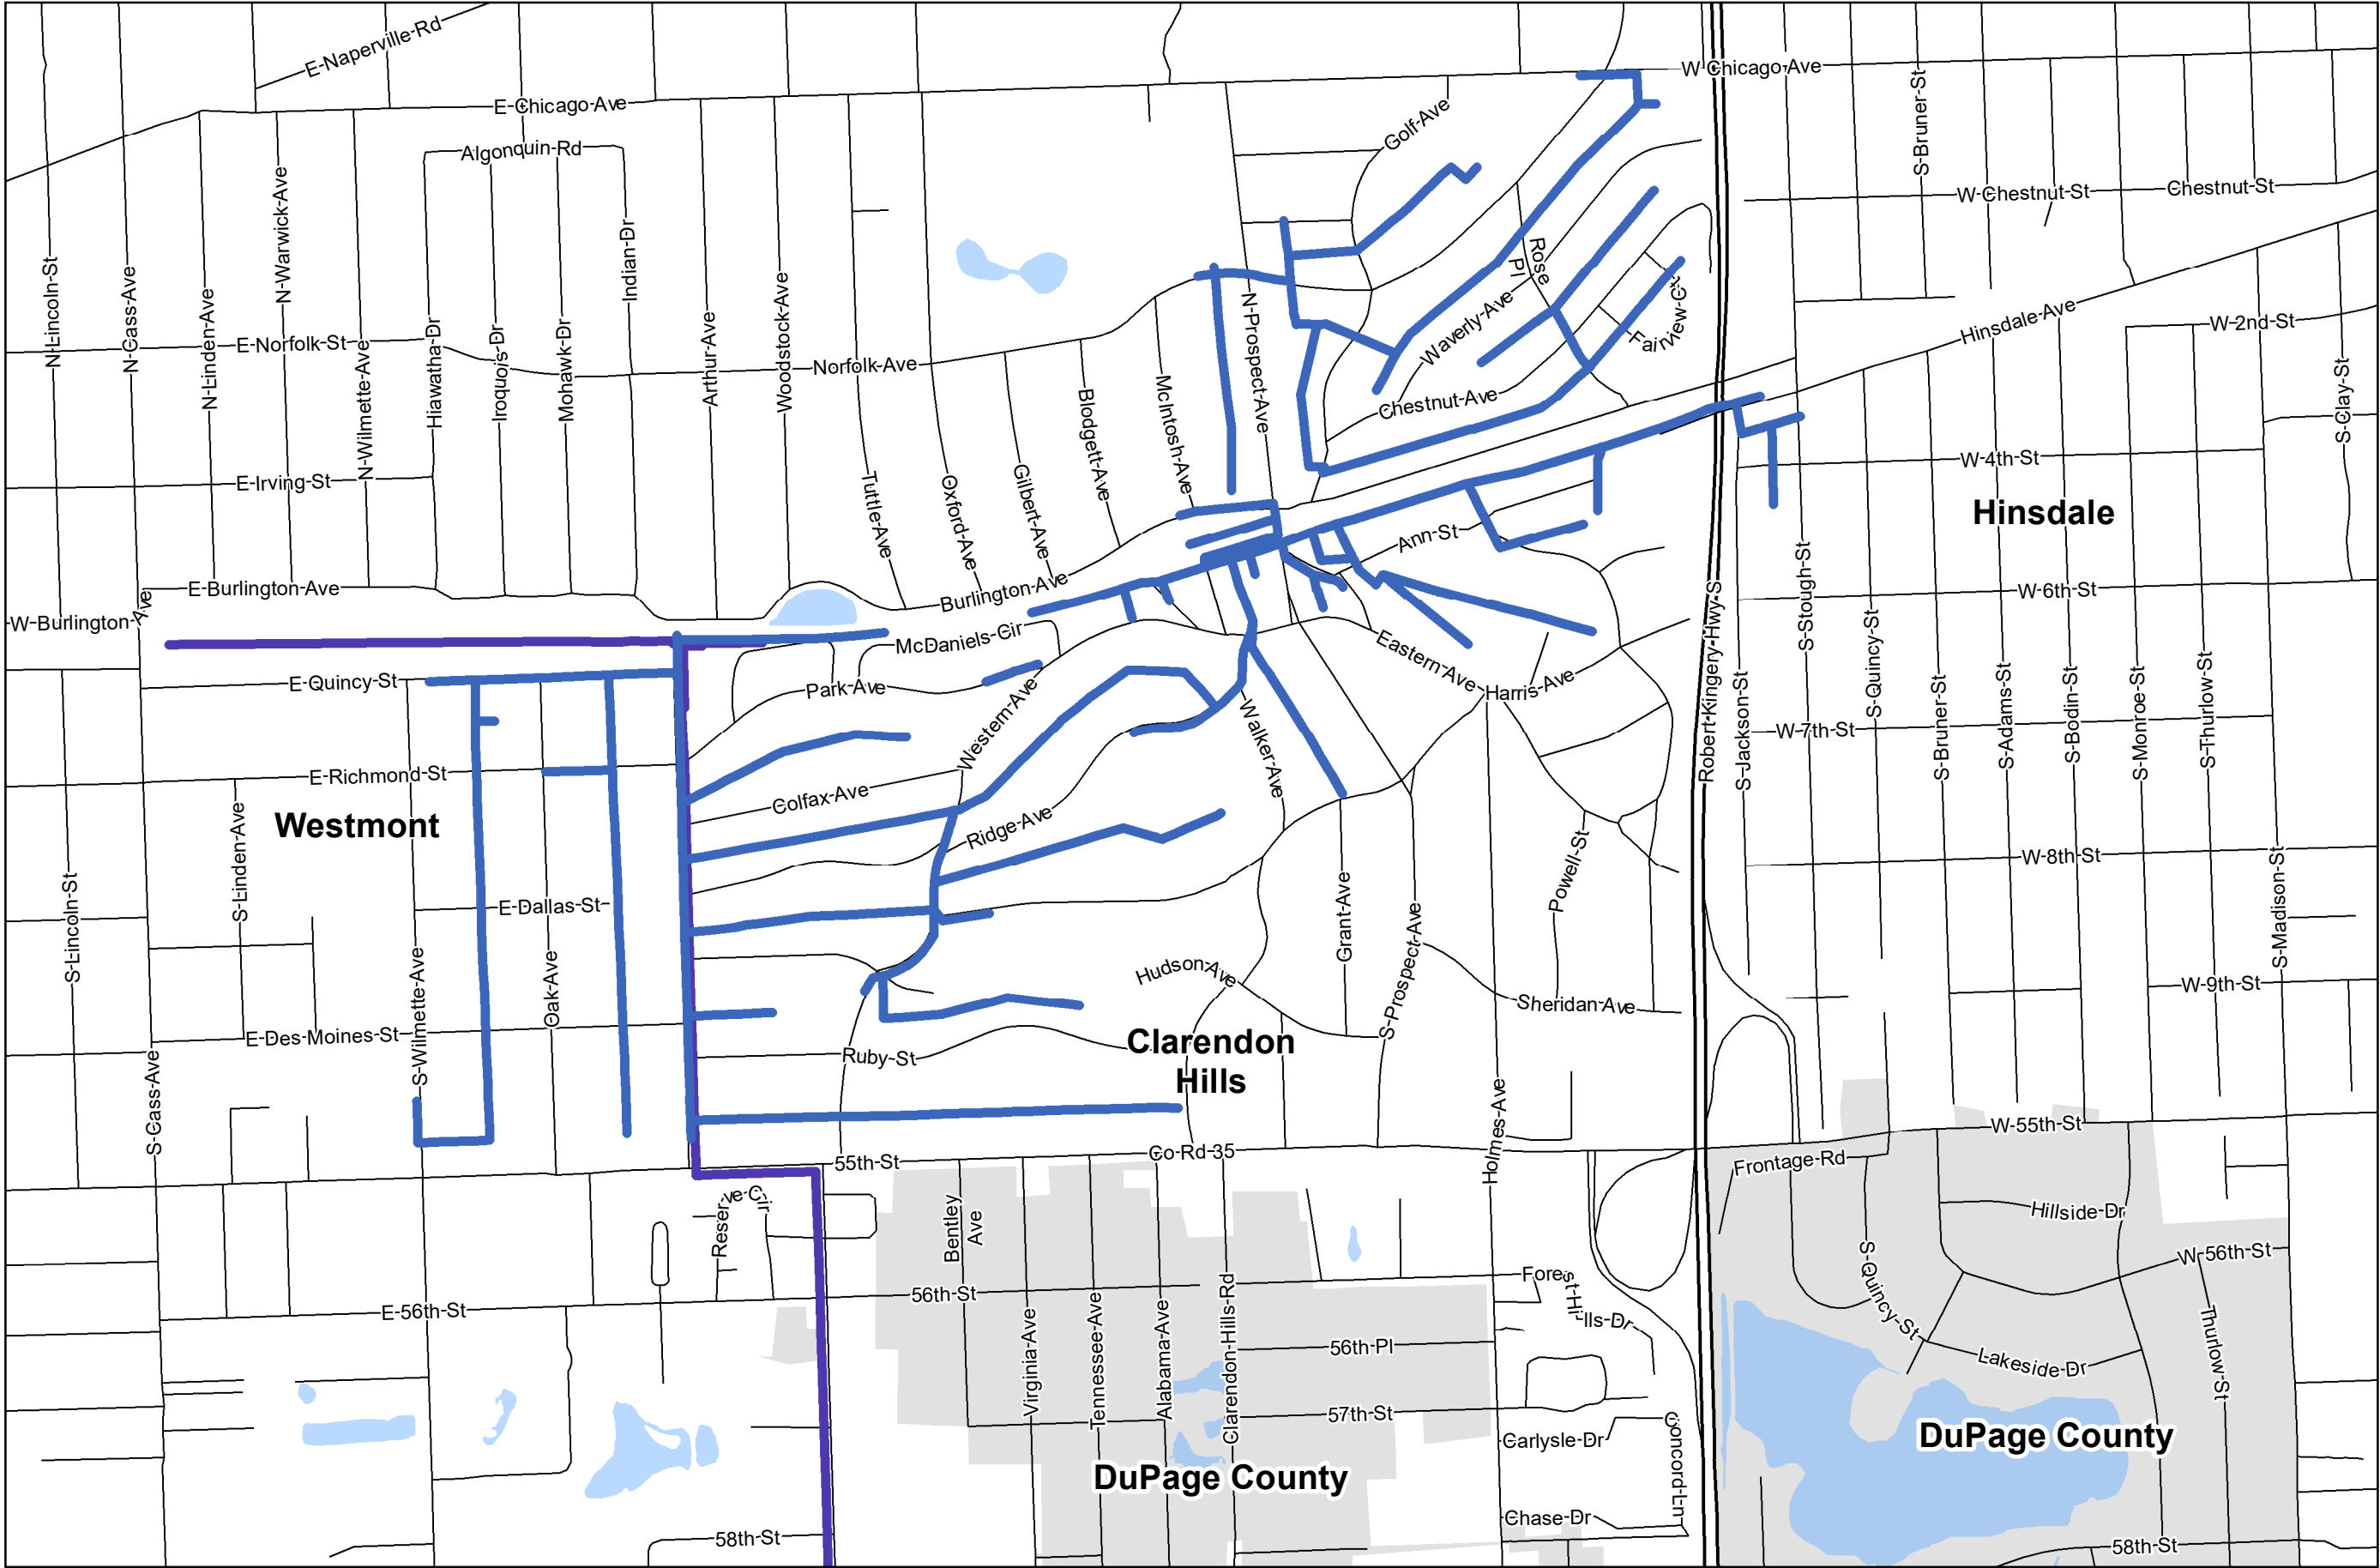 E-Naperville-Rd
W-Chicago-Ave
E-Chicago-Ave
S-Bruner-St
Golf-Ave
Algonquin-Rd
N-Warwick-Ave
W-Chestnut-St
Chestnut-St
Indian-Dr
Rose
Pl
N-Lincoln-St
N-Cass-Ave
N-Linden-Ave
Woodstock-Ave
N-Prospect-Ave
Waverly-Ave
Fairview-Ct
Hinsdale-Ave
W-2nd-St
E-Norfolk-St
N-Wilmette-Ave
Hiawatha-Dr
Iroquois-Dr
Mohawk-Dr
Arthur-Ave
Norfolk-Ave
Blodgett-Ave
McIntosh-Ave
Chestnut-Ave
S-Clay-St
E-Irving-St
Tuttle-Ave
Oxford-Ave
Gilbert-Ave
W-4th-St
Hinsdale
Ann-St
E-Burlington-Ave
Burlington-Ave
W-Burlington-Ave
W-6th-St
McDaniels-Cir
Eastern-Ave
Harris-Ave
Robert-Kingery-Hwy-S
S-Stough-St
S-Quincy-St
E-Quincy-St
Park-Ave
Western-Ave
Walker-Ave
S-Jackson-St
W-7th-St
S-Bruner-St
S-Adams-St
S-Bodin-St
S-Monroe-St
S-Thurlow-St
E-Richmond-St
Colfax-Ave
Westmont
Ridge-Ave
Powell-St
W-8th-St
S-Lincoln-St
S-Linden-Ave
E-Dallas-St
Grant-Ave
S-Prospect-Ave
S-Madison-St
S-Wilmette-Ave
Oak-Ave
Hudson-Ave
Sheridan-Ave
W-9th-St
E-Des-Moines-St
Ruby-St
Clarendon
Hills
S-Cass-Ave
Holmes-Ave
W-55th-St
55th-St
Co-Rd-35
Frontage-Rd
Reserve-Cir
Bentley
Ave
Hillside-Dr
W-56th-St
56th-St
E-56th-St
Forest-Hills-Dr
S-Quincy-St
Virginia-Ave
Tennessee-Ave
Alabama-Ave
Clarendon-Hills-Rd
56th-Pl
Lakeside-Dr
Thurlow-St
57th-St
Carlysle-Dr
Concord-Ln
DuPage County
DuPage County
Chase-Dr
58th-St
58th-St